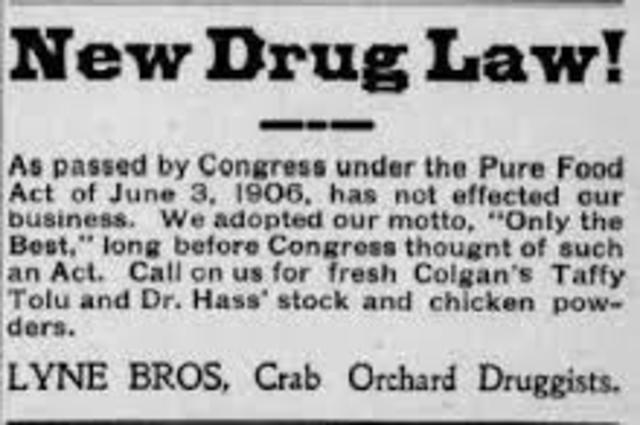 New Drug Law!
As passed by Congress under the Pure Food
Act of June 3, 1906, has not effected our
business. We adopted our motto, "Only the
Best," long before Congress thougnt of such
an Act. Call on us for fresh Colgan's Taffy
Tolu and Dr. Hass' stock and chicken pow-
ders.
LYNE BROS, Crab Orchard Druggists.